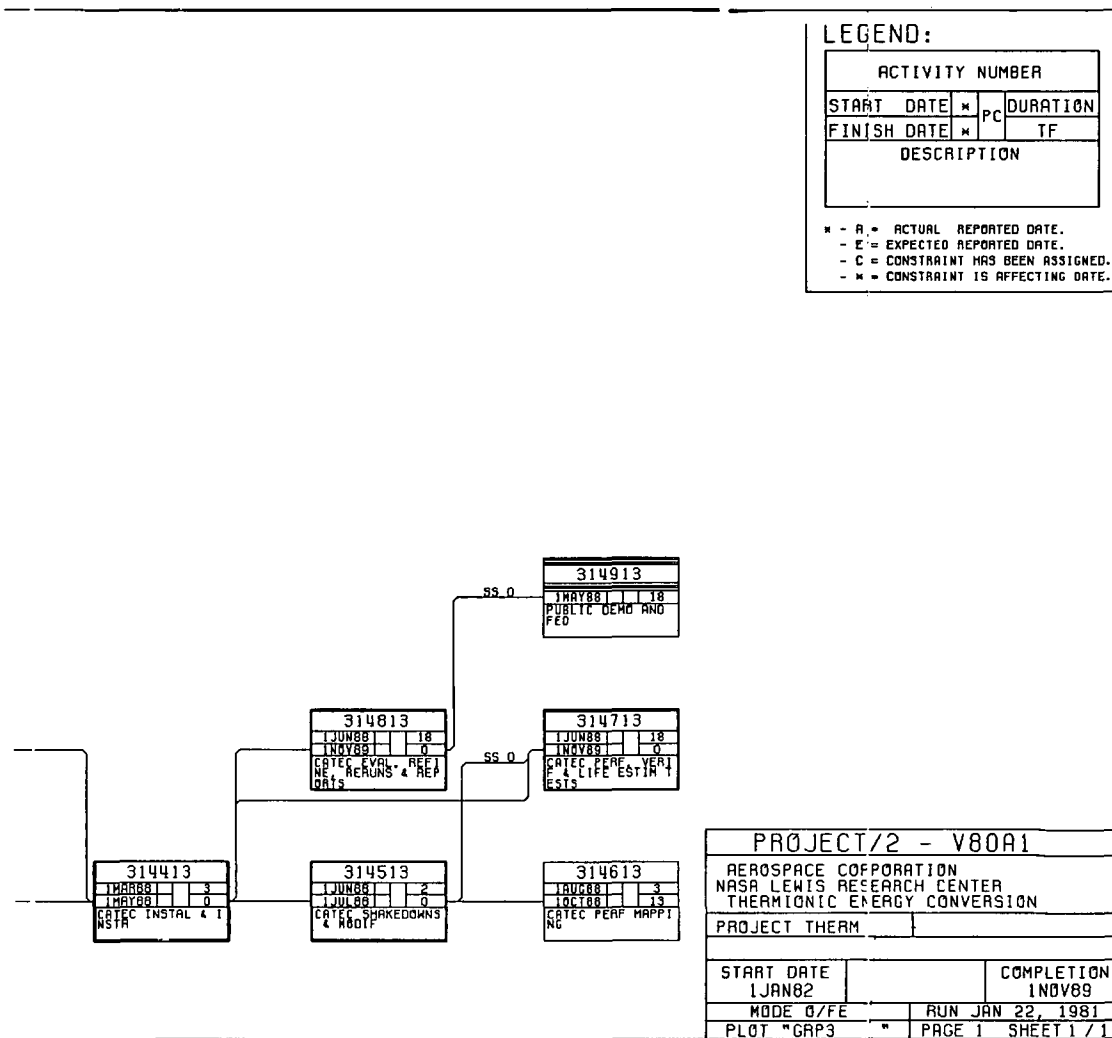 LEGEND:
ACTIVITY NUMBER
START DATE * PC DURATION
FINISH DATE * TF
DESCRIPTION
* - A = ACTUAL REPORTED DATE.
- E = EXPECTED REPORTED DATE.
- C = CONSTRAINT HAS BEEN ASSIGNED.
- * = CONSTRAINT IS AFFECTING DATE.
314913
SS 0
1MAY88 18
PUBLIC DEMO AND
FED
314813
1JUN88 18
1NOV89 0
CATEC EVAL, REFI
NE, RERUNS & REP
ORTS
314713
SS 0
1JUN88 18
1NOV89 0
CATEC PERF, VERI
F & LIFE ESTIM T
ESTS
314413
1MAR88 3
1MAY88 0
CATEC INSTAL & I
NSTR
314513
1JUN88 2
1JUL88 0
CATEC SHAKEDOWNS
& MODIF
314613
1AUG88 3
1OCT88 13
CATEC PERF MAPPI
NG
PROJECT/2 - V80A1
AEROSPACE CORPORATION
NASA LEWIS RESEARCH CENTER
THERMIONIC ENERGY CONVERSION
PROJECT THERM
START DATE COMPLETION
1JAN82 1NOV89
MODE O/FE RUN JAN 22, 1981
PLOT "GRP3 " PAGE 1 SHEET 1 / 1